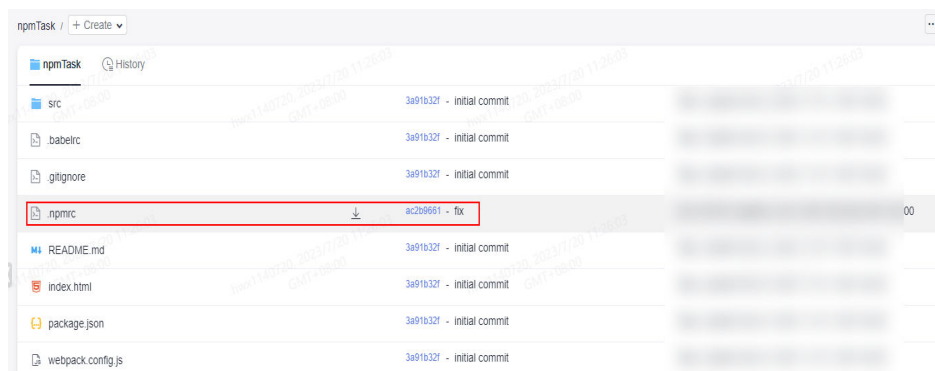 npmTask / + Create
npmTask History
src 3a91b32f - initial commit
.babelrc 3a91b32f - initial commit
.gitignore 3a91b32f - initial commit
.npmrc ac2b9661 - fix 00
README.md 3a91b32f - initial commit
index.html 3a91b32f - initial commit
package.json 3a91b32f - initial commit
webpack.config.js 3a91b32f - initial commit